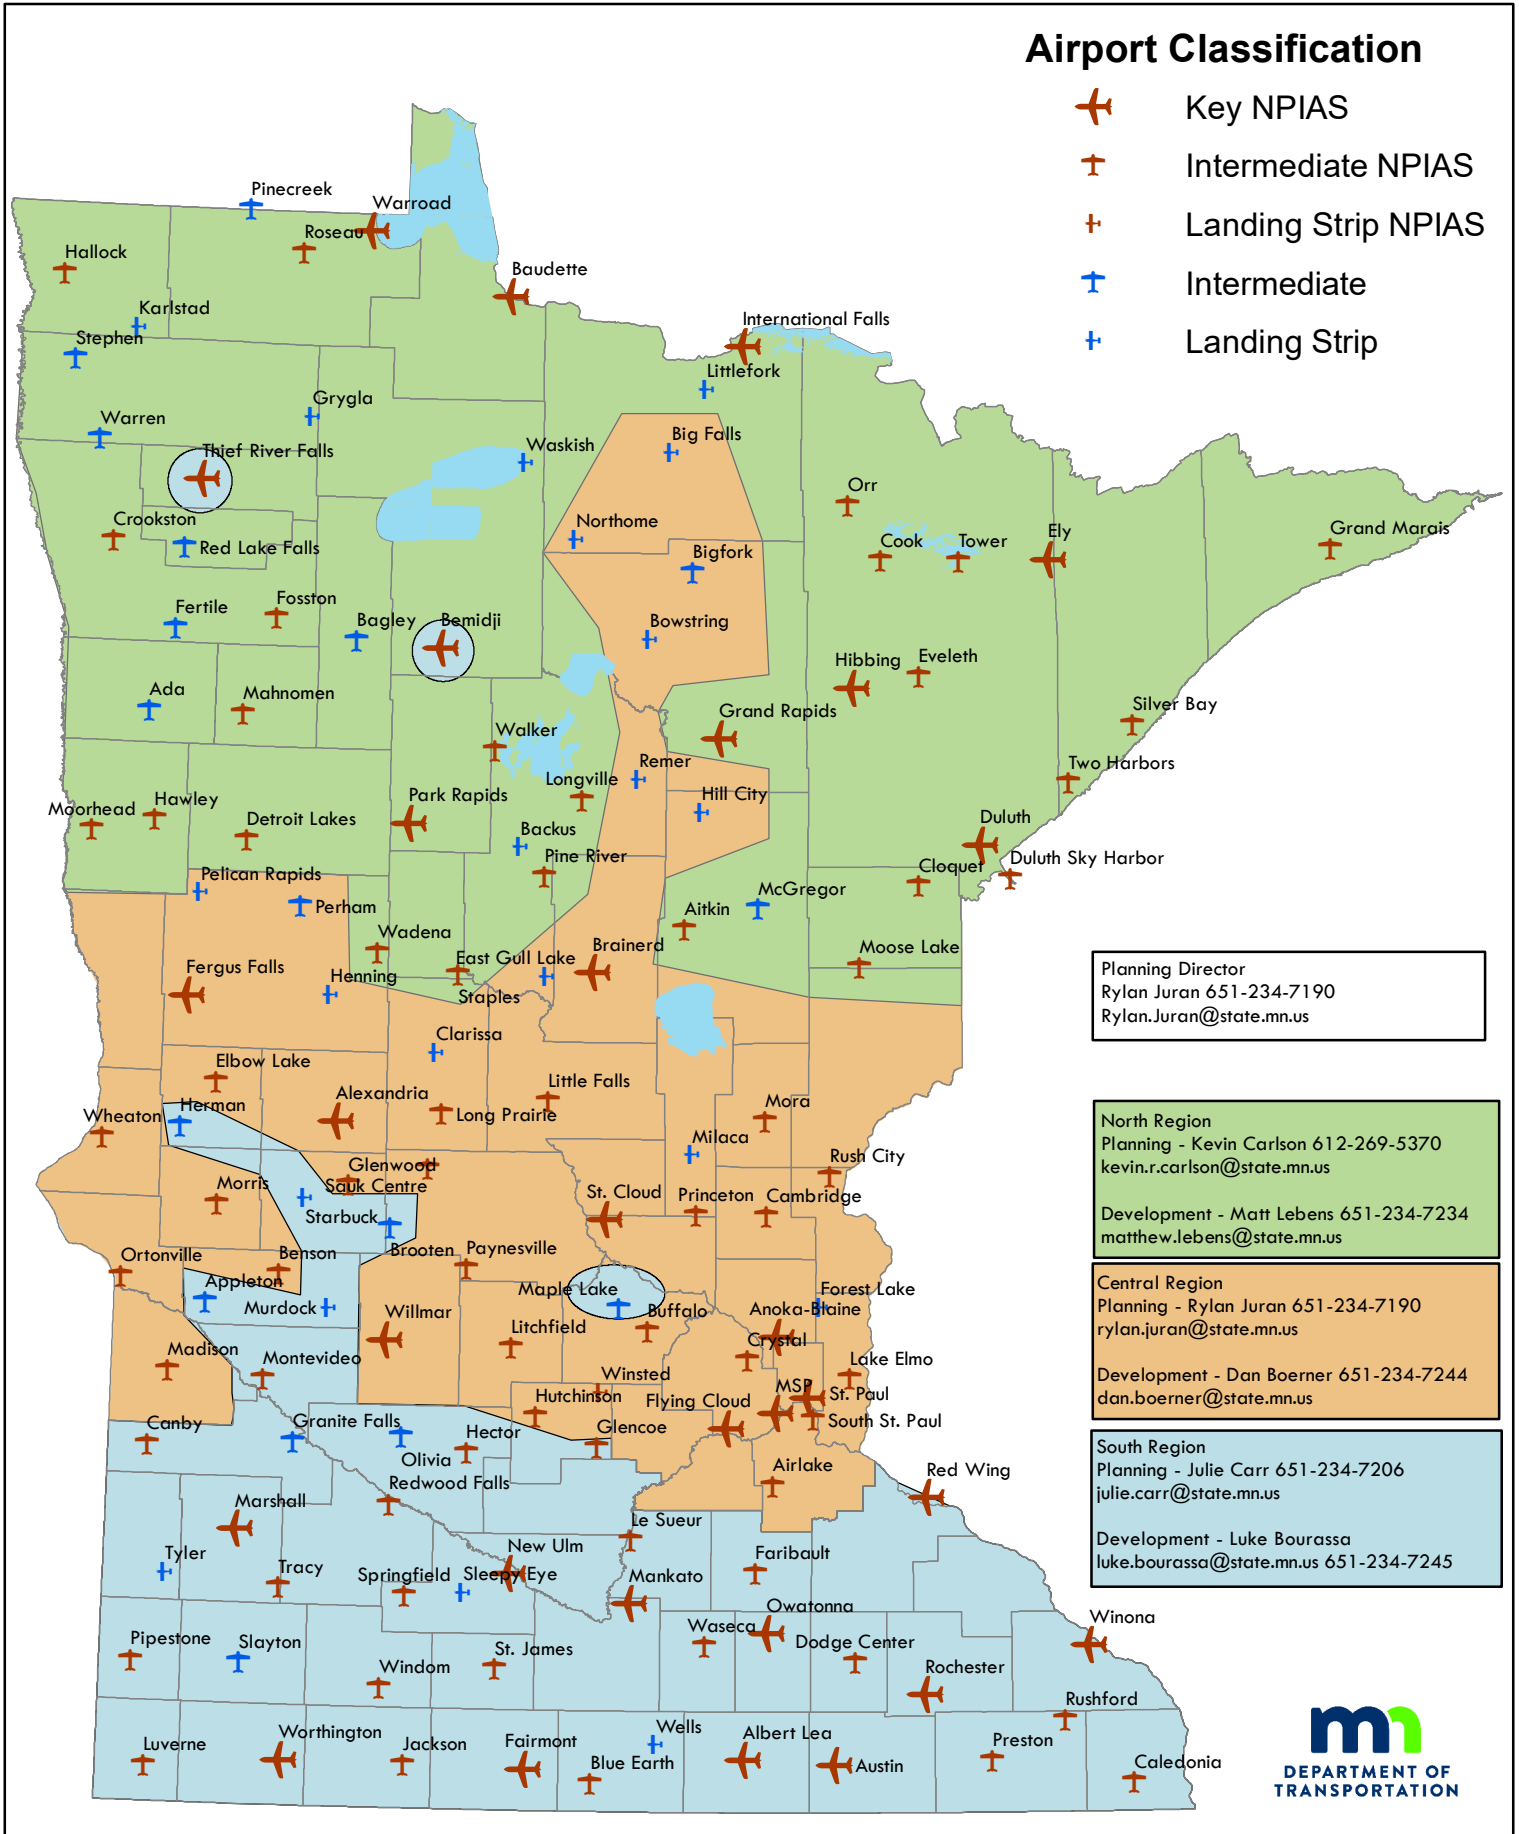 Airport Classification
Key NPIAS
Intermediate NPIAS
Landing Strip NPIAS
Intermediate
Landing Strip
Pinecreek
Warroad
Roseau
Hallock
Baudette
Karlstad
International Falls
Stephen
Littlefork
Grygla
Warren
Big Falls
Waskish
Thief River Falls
Orr
Crookston
Northome
Grand Marais
Red Lake Falls
Cook
Tower
Ely
Bigfork
Fosston
Fertile
Bagley
Bemidji
Bowstring
Hibbing
Eveleth
Ada
Mahnomen
Silver Bay
Grand Rapids
Walker
Remer
Two Harbors
Longville
Hill City
Park Rapids
Moorhead
Hawley
Detroit Lakes
Duluth
Backus
Pine River
Duluth Sky Harbor
Cloquet
Pelican Rapids
McGregor
Perham
Aitkin
Wadena
Brainerd
Moose Lake
East Gull Lake
Fergus Falls
Henning
Staples
Clarissa
Elbow Lake
Little Falls
Alexandria
Herman
Wheaton
Long Prairie
Mora
Milaca
Rush City
Glenwood
Morris
Sauk Centre
St. Cloud
Princeton
Cambridge
Starbuck
Ortonville
Benson
Brooten
Paynesville
Appleton
Murdock
Maple Lake
Forest Lake
Buffalo
Anoka-Blaine
Willmar
Litchfield
Crystal
Madison
Montevideo
Lake Elmo
Winsted
MSP
St. Paul
Hutchinson
Flying Cloud
South St. Paul
Canby
Granite Falls
Glencoe
Hector
Olivia
Airlake
Red Wing
Redwood Falls
Marshall
Le Sueur
New Ulm
Tyler
Tracy
Springfield
Sleepy Eye
Faribault
Mankato
Owatonna
Winona
Pipestone
Slayton
Waseca
Dodge Center
St. James
Windom
Rochester
Rushford
Luverne
Worthington
Jackson
Fairmont
Wells
Albert Lea
Blue Earth
Austin
Preston
Caledonia
Planning Director
Rylan Juran 651-234-7190
Rylan.Juran@state.mn.us
North Region
Planning - Kevin Carlson 612-269-5370
kevin.r.carlson@state.mn.us
Development - Matt Lebens 651-234-7234
matthew.lebens@state.mn.us
Central Region
Planning - Rylan Juran 651-234-7190
rylan.juran@state.mn.us
Development - Dan Boerner 651-234-7244
dan.boerner@state.mn.us
South Region
Planning - Julie Carr 651-234-7206
julie.carr@state.mn.us
Development - Luke Bourassa
luke.bourassa@state.mn.us 651-234-7245
DEPARTMENT OF
TRANSPORTATION